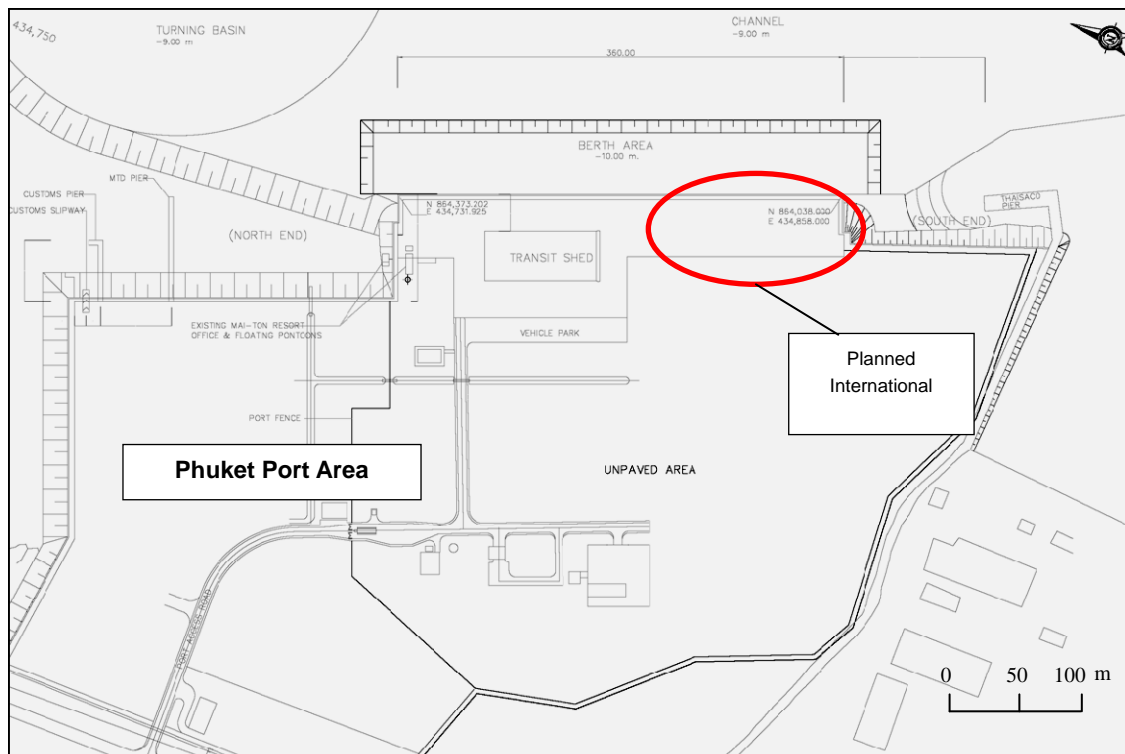 434,750
TURNING BASIN
-9.00 m
CHANNEL
-9.00 m
N
360.00
BERTH AREA
-10.00 m.
MTD PIER
CUSTOMS PIER
CUSTOMS SLIPWAY
N 864,373.202
E 434,731.925
N 864,038.000
E 434,858.000
THAISACO
PIER
(NORTH END)
(SOUTH END)
TRANSIT SHED
EXISTING MAI-TON RESORT
OFFICE & FLOATING PONTOONS
VEHICLE PARK
Planned
International
PORT FENCE
Phuket Port Area
UNPAVED AREA
PORT ACCESS ROAD
0 50 100 m